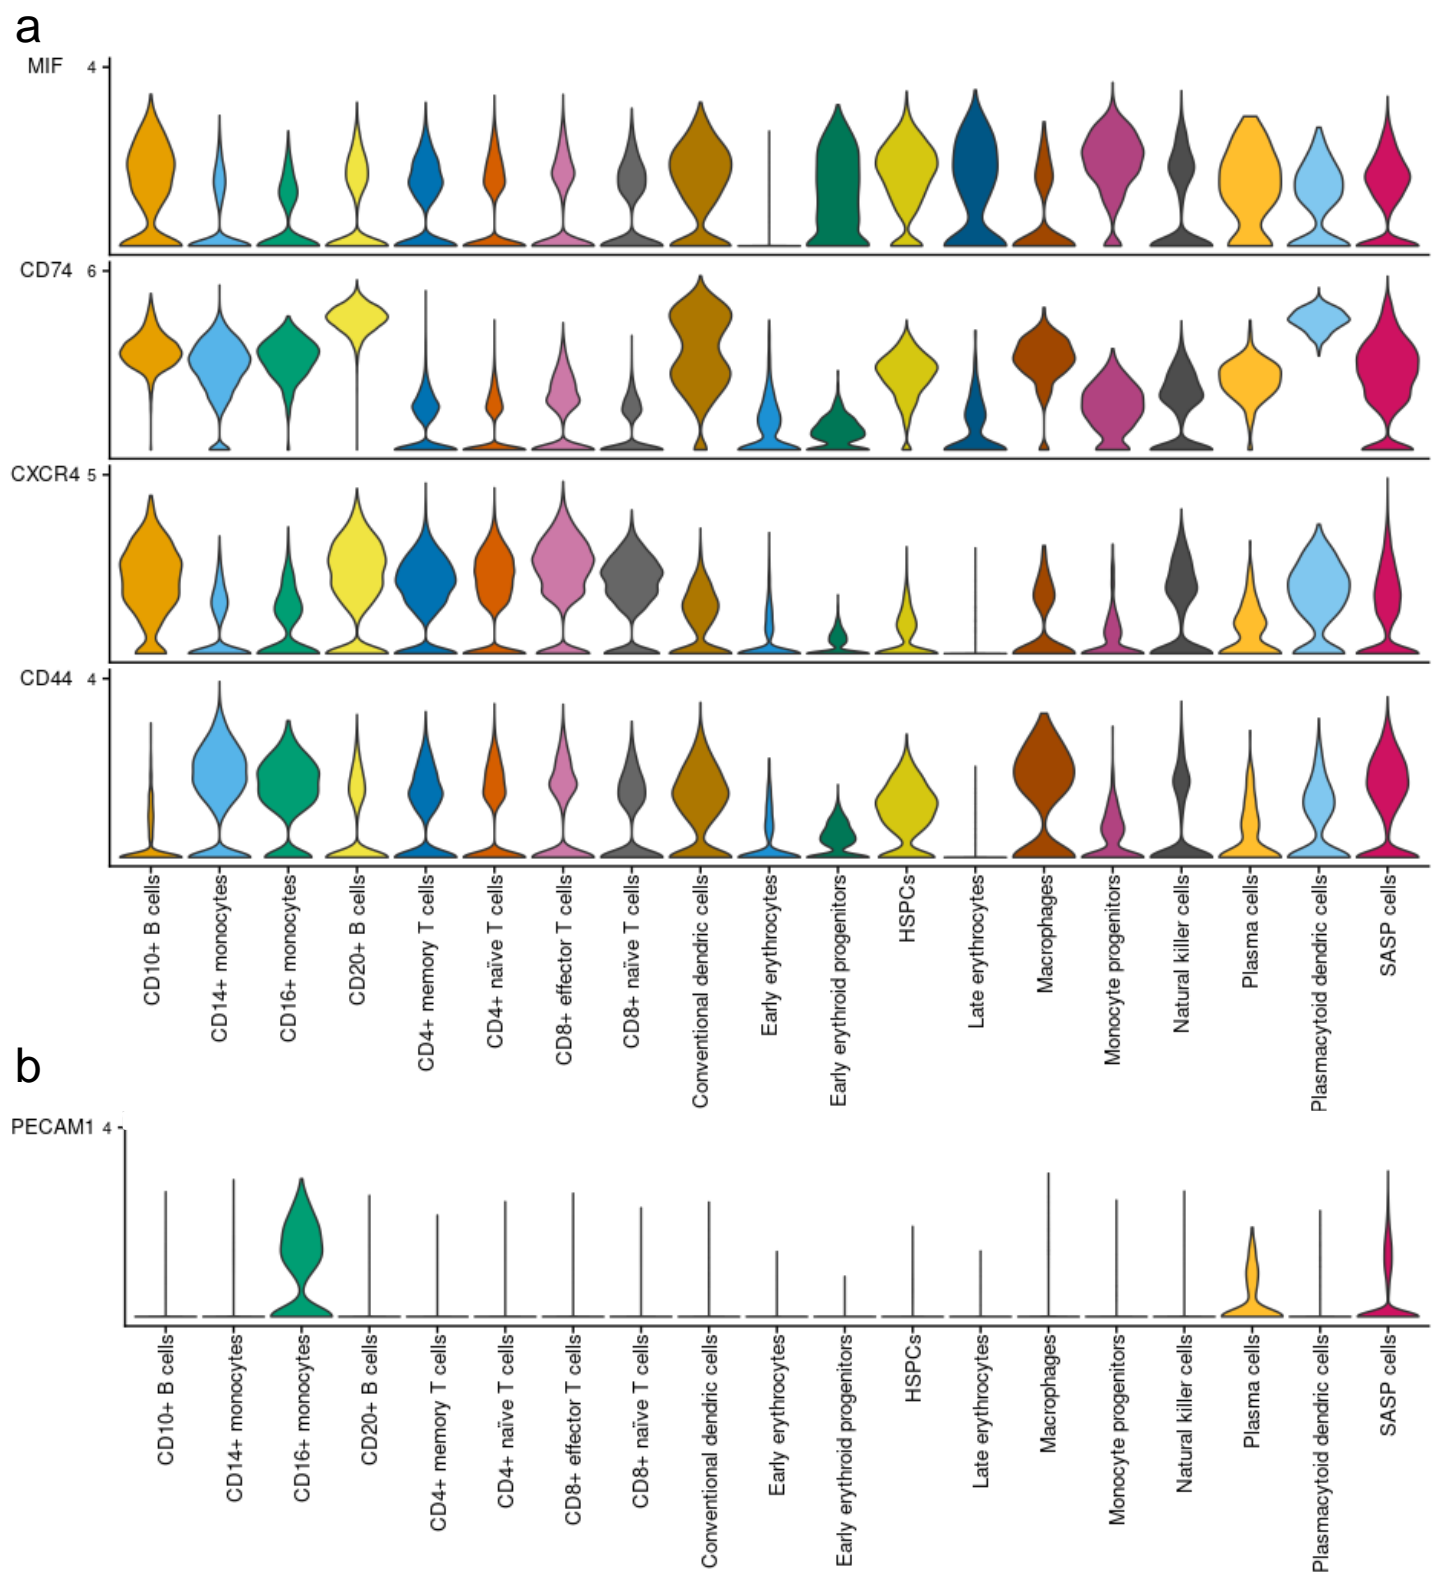 a
MIF 4
CD74 6
CXCR4 5
CD44 4
CD10+ B cells
CD14+ monocytes
CD16+ monocytes
CD20+ B cells
CD4+ memory T cells
CD4+ naïve T cells
CD8+ effector T cells
CD8+ naïve T cells
Conventional dendric cells
Early erythrocytes
Early erythroid progenitors
HSPCs
Late erythrocytes
Macrophages
Monocyte progenitors
Natural killer cells
Plasma cells
Plasmacytoid dendric cells
SASP cells
b
PECAM1 4
CD10+ B cells
CD14+ monocytes
CD16+ monocytes
CD20+ B cells
CD4+ memory T cells
CD4+ naïve T cells
CD8+ effector T cells
CD8+ naïve T cells
Conventional dendric cells
Early erythrocytes
Early erythroid progenitors
HSPCs
Late erythrocytes
Macrophages
Monocyte progenitors
Natural killer cells
Plasma cells
Plasmacytoid dendric cells
SASP cells